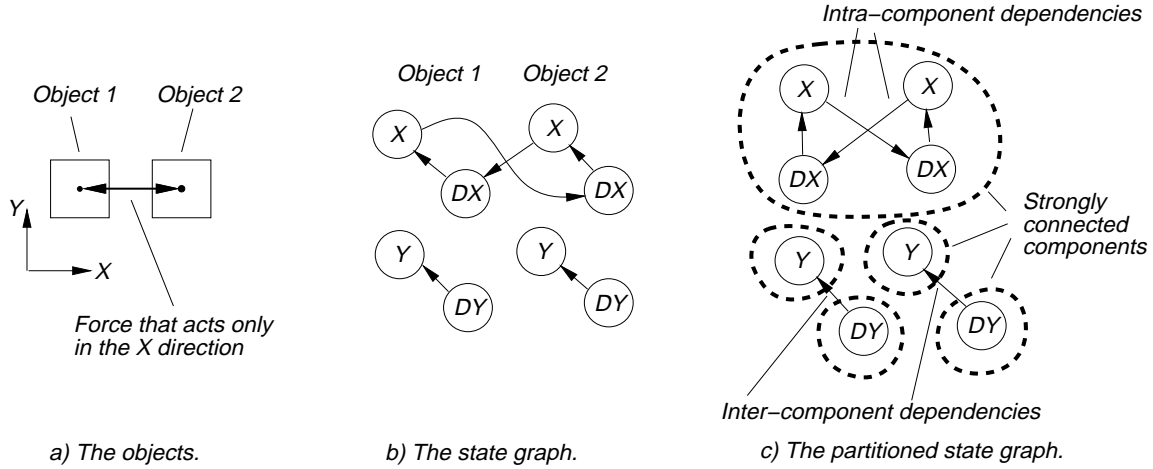 Object 1
Object 2
Y
X
Force that acts only
in the X direction
a) The objects.
Object 1
Object 2
X
X
DX
DX
Y
Y
DY
DY
b) The state graph.
Intra−component dependencies
X
X
DX
DX
Strongly
connected
components
Y
Y
DY
DY
Inter−component dependencies
c) The partitioned state graph.